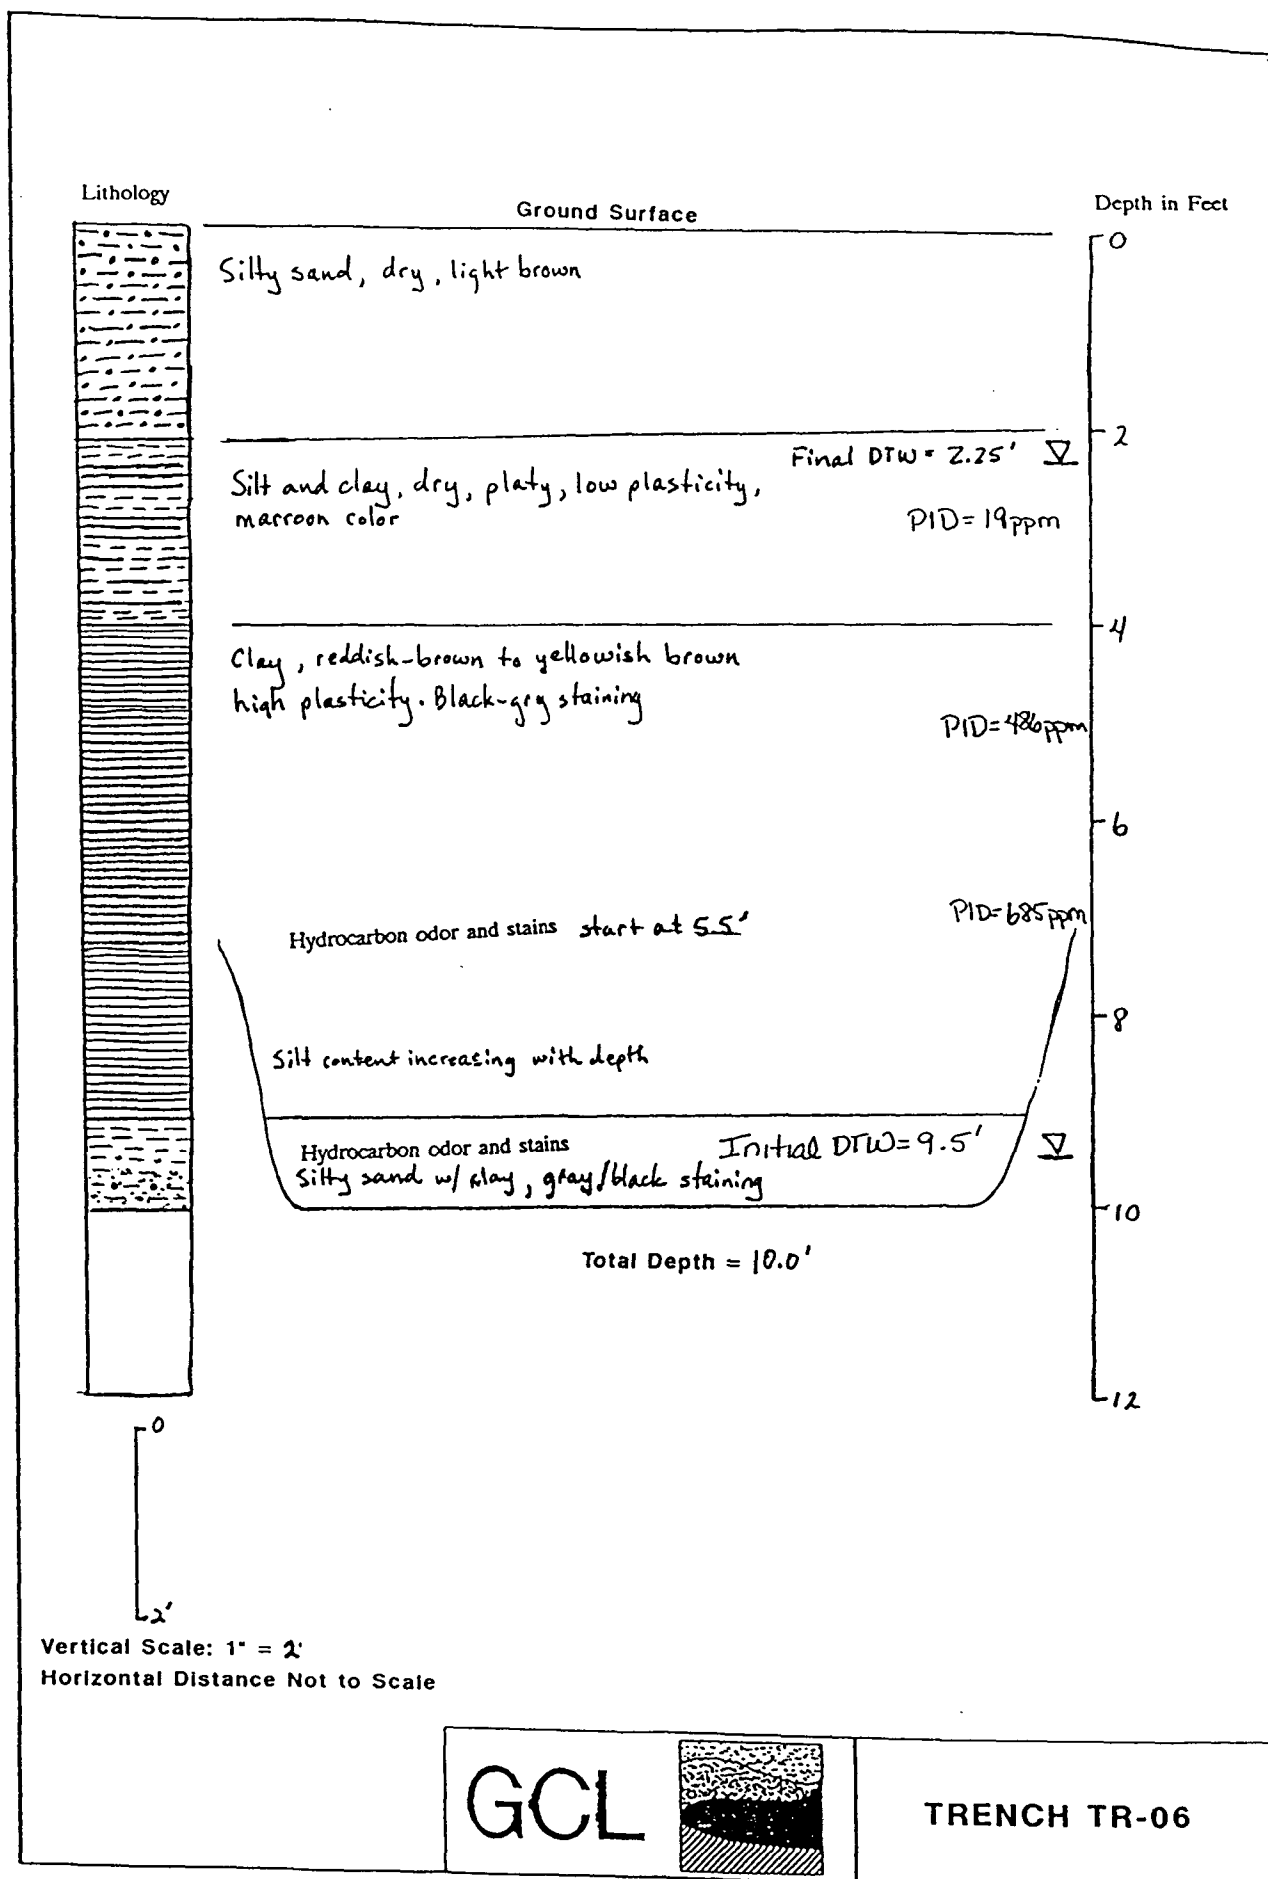 Lithology
Ground Surface
Depth in Feet
0
Silty sand, dry, light brown
2
Final DTW = 2.25'
Silt and clay, dry, platy, low plasticity,
marroon color
PID=19ppm
4
Clay, reddish-brown to yellowish brown
high plasticity. Black-gry staining
PID=486ppm
6
PID=685ppm
Hydrocarbon odor and stains start at 5.5'
8
Silt content increasing with depth
Hydrocarbon odor and stains
Initial DTW=9.5'
Silty sand w/ clay, gray/black staining
10
Total Depth = 10.0'
12
0
2'
Vertical Scale: 1" = 2'
Horizontal Distance Not to Scale
GCL
TRENCH TR-06